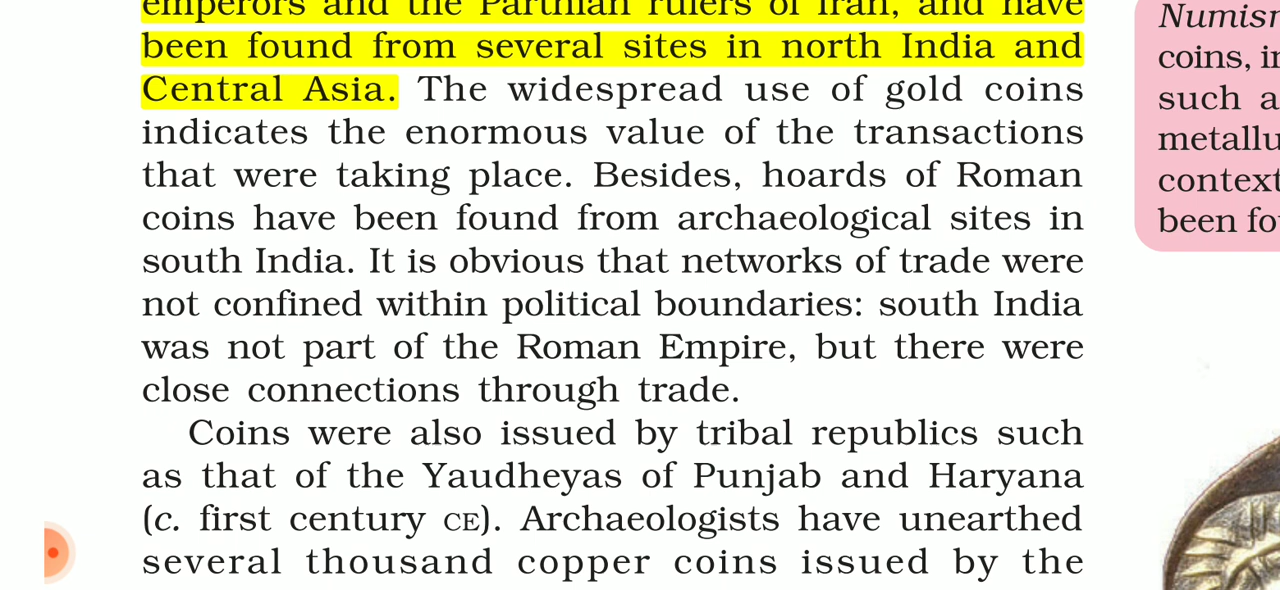 emperors and the Parthian rulers of Iran, and have
been found from several sites in north India and
Central Asia. The widespread use of gold coins
indicates the enormous value of the transactions
that were taking place. Besides, hoards of Roman
coins have been found from archaeological sites in
south India. It is obvious that networks of trade were
not confined within political boundaries: south India
was not part of the Roman Empire, but there were
close connections through trade.
Coins were also issued by tribal republics such
as that of the Yaudheyas of Punjab and Haryana
(c. first century CE). Archaeologists have unearthed
several thousand copper coins issued by the
coins,
such
been